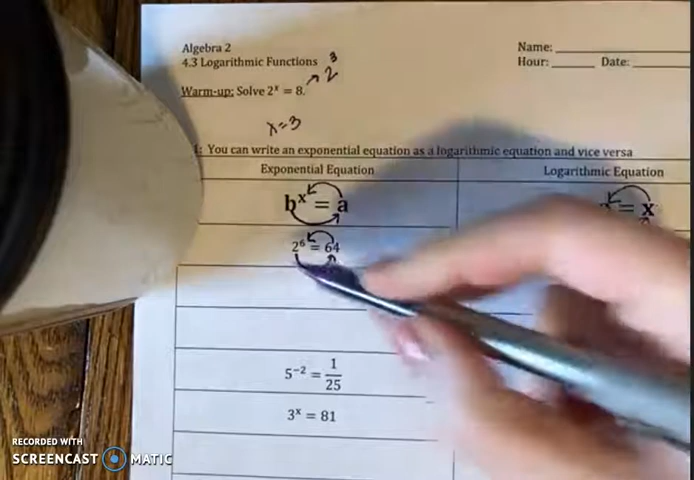 Algebra 2
Name:
4.3 Logarithmic Functions
Hour: Date:
Warm-up: Solve 2ˣ = 8. → 2³
x=3
: You can write an exponential equation as a logarithmic equation and vice versa
Exponential Equation
Logarithmic Equation
bˣ = a
= x
2⁶ = 64
5⁻² = 1/25
3ˣ = 81
RECORDED WITH
SCREENCAST MATIC